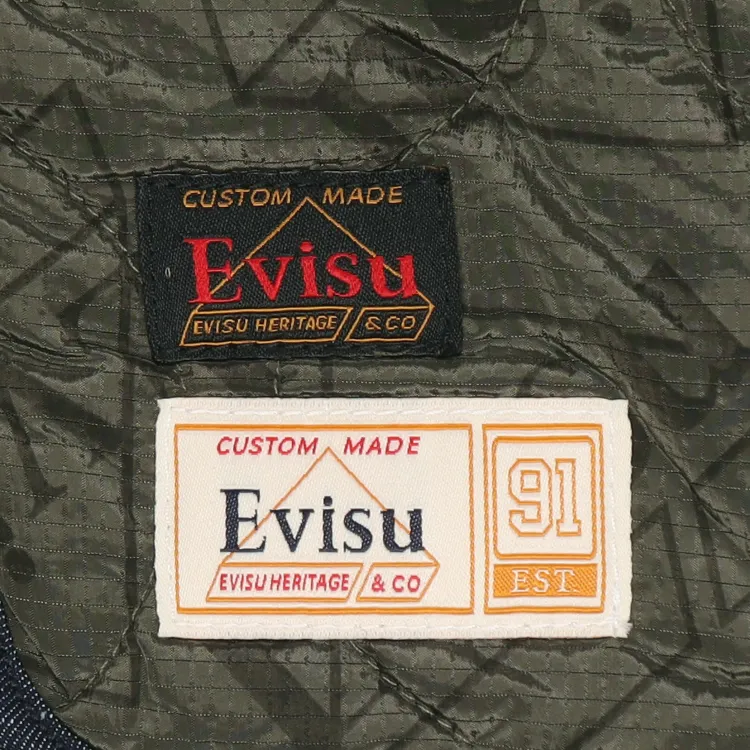 CUSTOM MADE
Evisu
EVISU HERITAGE & CO
CUSTOM MADE
Evisu
EVISU HERITAGE & CO
91
EST.